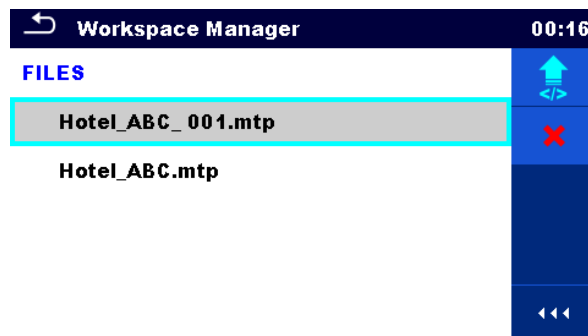 Workspace Manager 00:16
FILES
</>
Hotel_ABC_ 001.mtp
Hotel_ABC.mtp